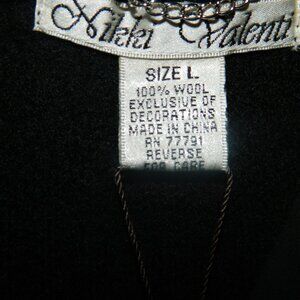 Nikki Valenti
SIZE L
100% WOOL
EXCLUSIVE OF
DECORATIONS
MADE IN CHINA
RN 77791
REVERSE
FOR CARE